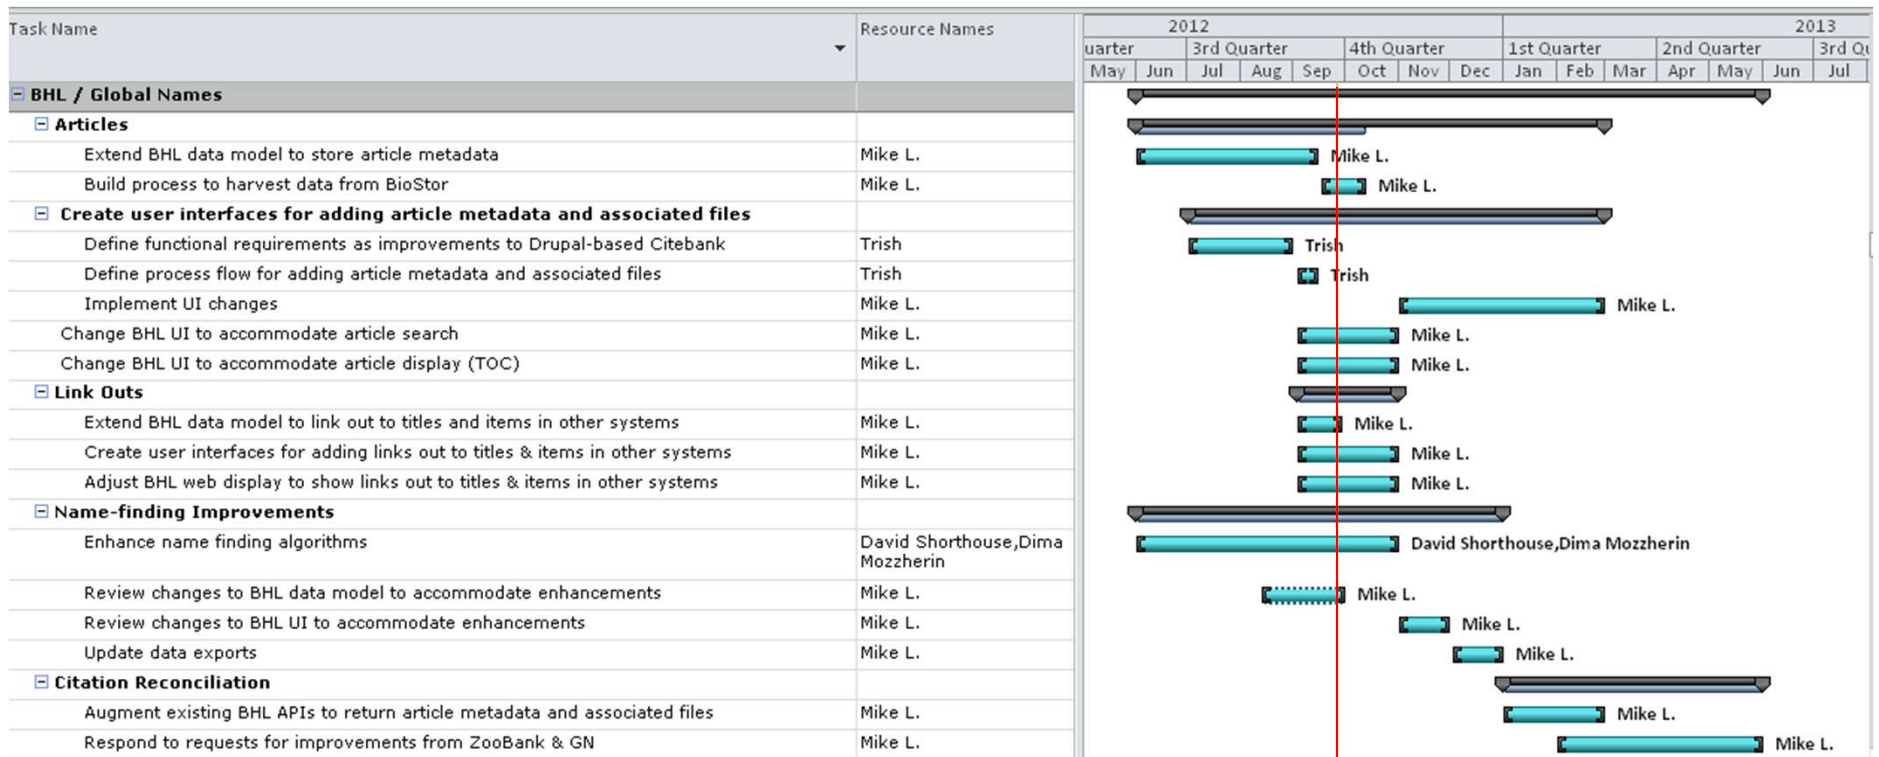 Task Name Resource Names 2012 2013
uarter 3rd Quarter 4th Quarter 1st Quarter 2nd Quarter 3rd Qu
May Jun Jul Aug Sep Oct Nov Dec Jan Feb Mar Apr May Jun Jul
BHL / Global Names
Articles
Extend BHL data model to store article metadata Mike L. Mike L.
Build process to harvest data from BioStor Mike L. Mike L.
Create user interfaces for adding article metadata and associated files
Define functional requirements as improvements to Drupal-based Citebank Trish Trish
Define process flow for adding article metadata and associated files Trish Trish
Implement UI changes Mike L. Mike L.
Change BHL UI to accommodate article search Mike L. Mike L.
Change BHL UI to accommodate article display (TOC) Mike L. Mike L.
Link Outs
Extend BHL data model to link out to titles and items in other systems Mike L. Mike L.
Create user interfaces for adding links out to titles & items in other systems Mike L. Mike L.
Adjust BHL web display to show links out to titles & items in other systems Mike L. Mike L.
Name-finding Improvements
Enhance name finding algorithms David Shorthouse,Dima David Shorthouse,Dima Mozzherin
Mozzherin
Review changes to BHL data model to accommodate enhancements Mike L. Mike L.
Review changes to BHL UI to accommodate enhancements Mike L. Mike L.
Update data exports Mike L. Mike L.
Citation Reconciliation
Augment existing BHL APIs to return article metadata and associated files Mike L. Mike L.
Respond to requests for improvements from ZooBank & GN Mike L. Mike L.